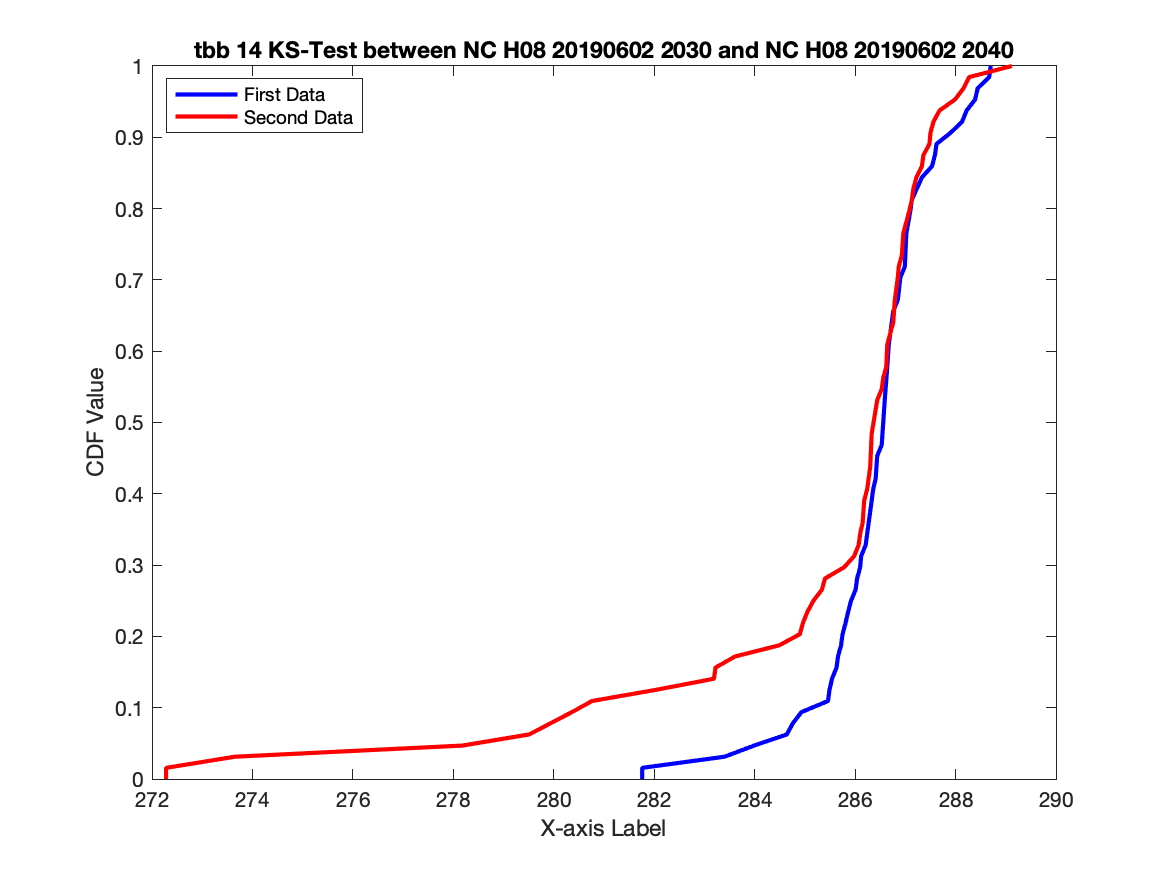 tbb 14 KS-Test between NC H08 20190602 2030 and NC H08 20190602 2040
First Data
Second Data
1
0.9
0.8
0.7
0.6
0.5
0.4
0.3
0.2
0.1
0
CDF Value
272 274 276 278 280 282 284 286 288 290
X-axis Label